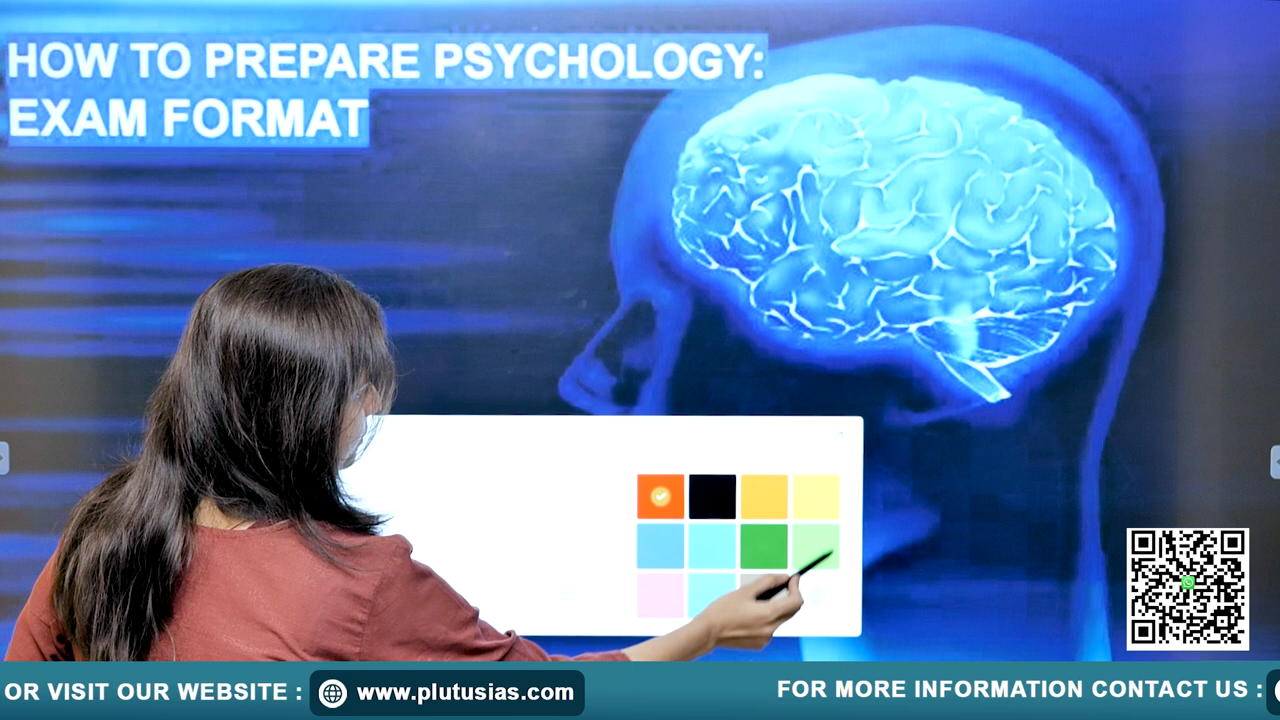 HOW TO PREPARE PSYCHOLOGY:
EXAM FORMAT
OR VISIT OUR WEBSITE :
www.plutusias.com
FOR MORE INFORMATION CONTACT US :